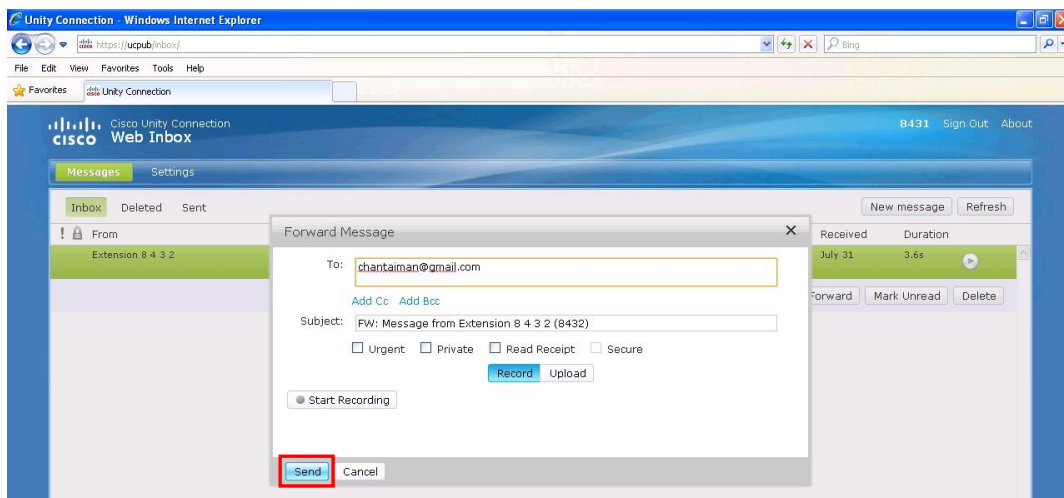 Unity Connection - Windows Internet Explorer
https://ucpub/inbox/
Bing
File Edit View Favorites Tools Help
Favorites
Unity Connection
Cisco Unity Connection
CISCO Web Inbox
8431 Sign Out About
Messages Settings
Inbox Deleted Sent
New message Refresh
! From
Received Duration
Extension 8 4 3 2
July 31 3.6s
Forward Mark Unread Delete
Forward Message
To: chantaiman@gmail.com
Add Cc Add Bcc
Subject: FW: Message from Extension 8 4 3 2 (8432)
Urgent Private Read Receipt Secure
Record Upload
Start Recording
Send Cancel